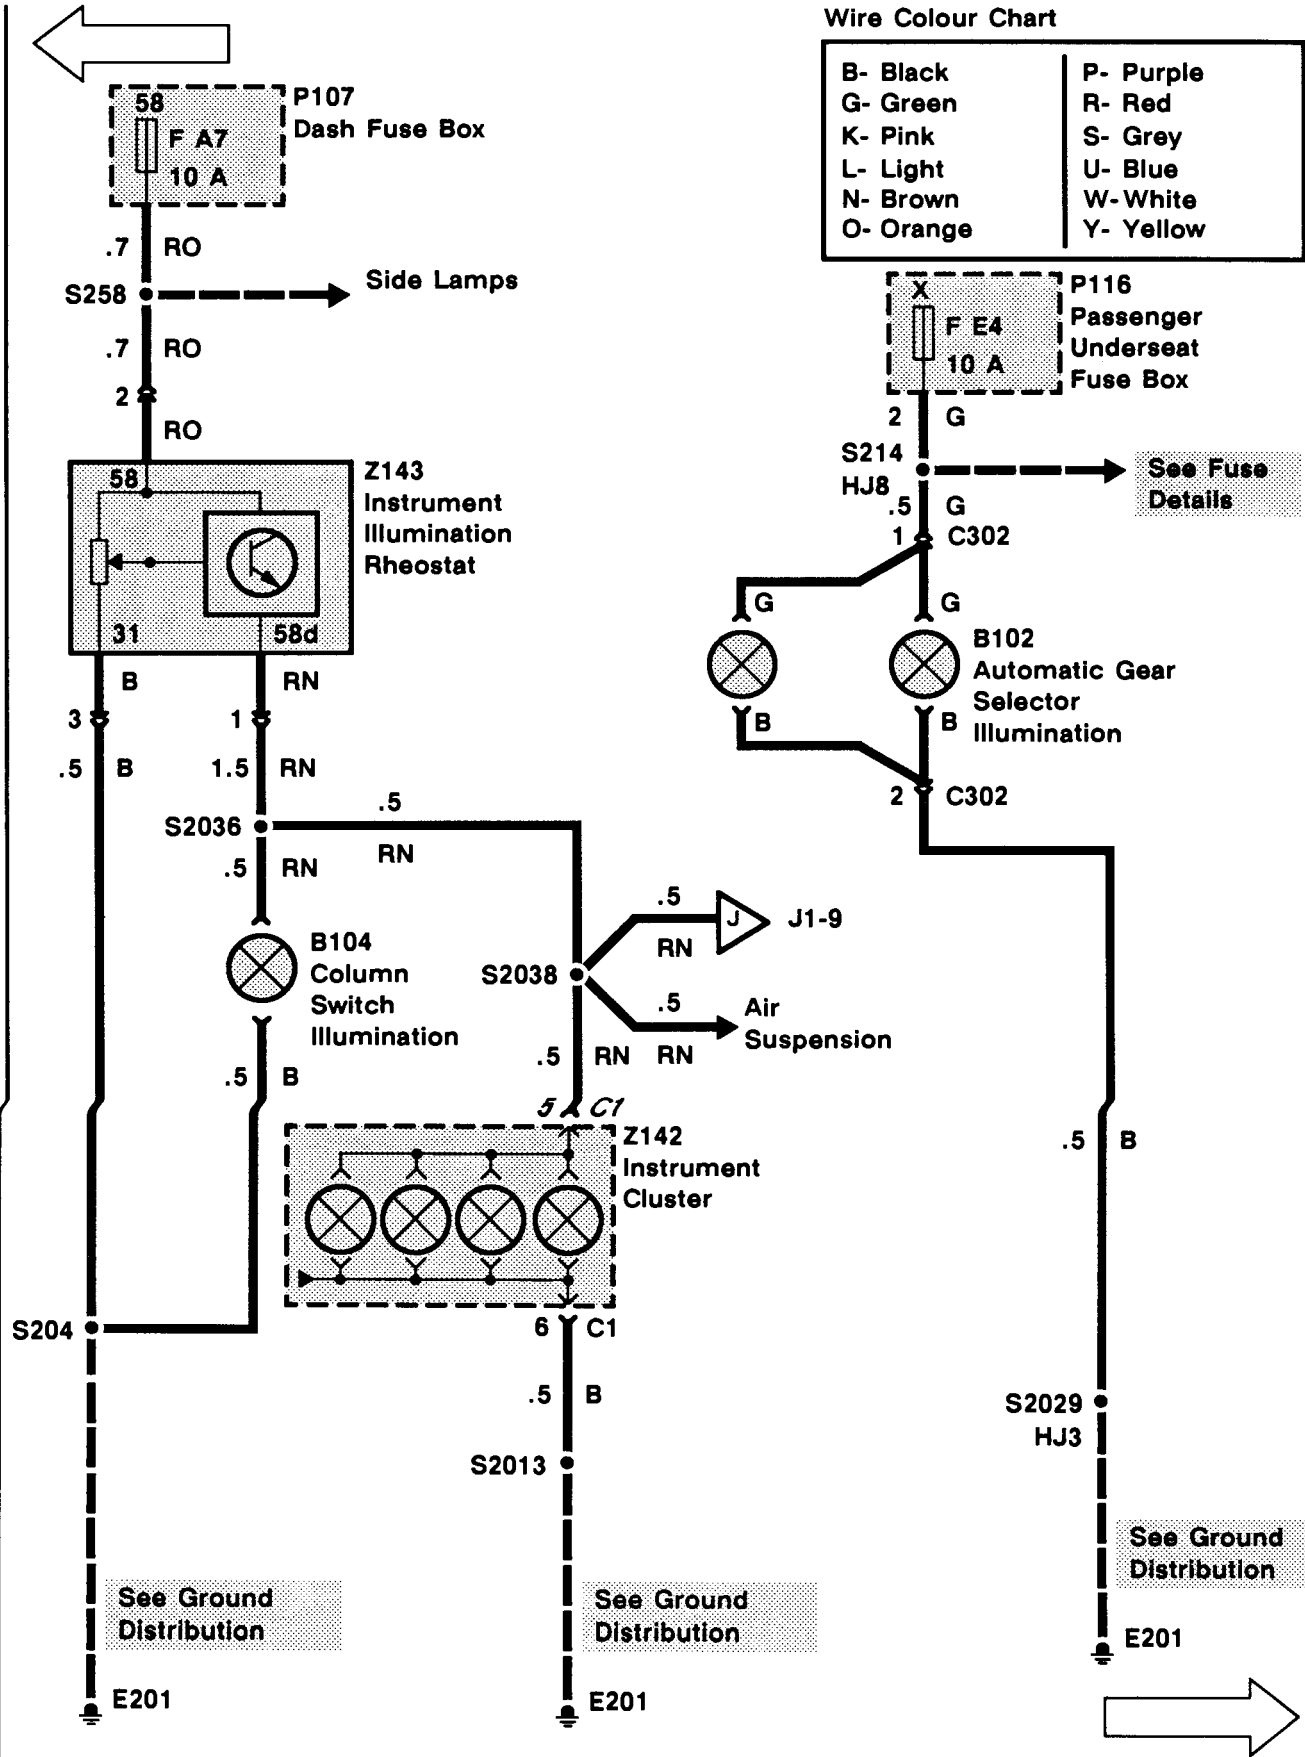 Wire Colour Chart
B- Black
G- Green
K- Pink
L- Light
N- Brown
O- Orange
P- Purple
R- Red
S- Grey
U- Blue
W- White
Y- Yellow
58
F A7
10 A
P107
Dash Fuse Box
.7 RO
S258
Side Lamps
.7 RO
2
RO
58
Z143
Instrument
Illumination
Rheostat
31
58d
B
RN
3
1
.5 B
1.5 RN
S2036
.5
RN
.5 RN
B104
Column
Switch
Illumination
.5 B
S2038
.5
RN
J
J1-9
.5
RN
Air
Suspension
.5 RN
5 C1
Z142
Instrument
Cluster
6 C1
S204
.5 B
S2013
See Ground
Distribution
E201
See Ground
Distribution
E201
X
F E4
10 A
P116
Passenger
Underseat
Fuse Box
2 G
S214
HJ8
See Fuse
Details
.5 G
1 C302
G
G
B102
Automatic Gear
Selector
Illumination
B
B
2 C302
.5 B
S2029
HJ3
See Ground
Distribution
E201